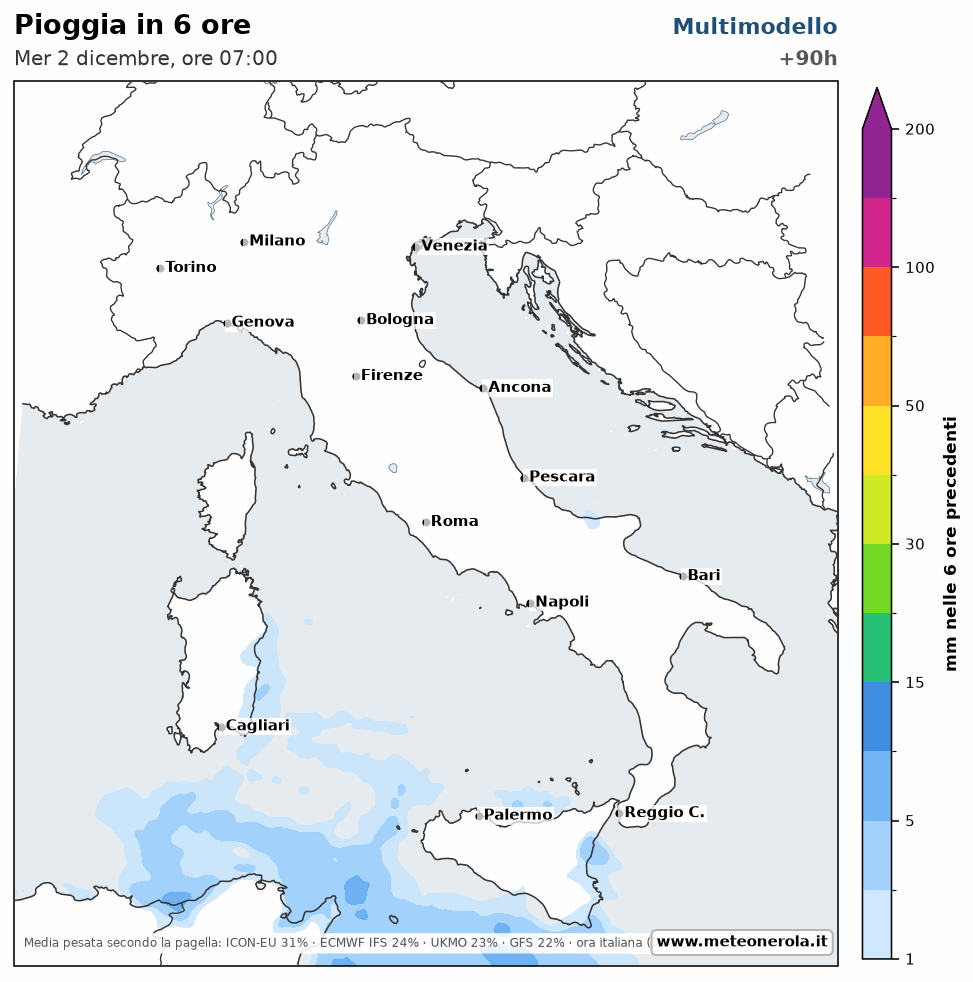 Pioggia in 6 ore
Multimodello
Mer 2 dicembre, ore 07:00
+90h
Milano
Venezia
Torino
Genova
Bologna
Firenze
Ancona
Pescara
Roma
Bari
Napoli
Cagliari
Palermo
Reggio C.
200
100
50
30
15
5
1
mm nelle 6 ore precedenti
Media pesata secondo la pagella: ICON-EU 31% · ECMWF IFS 24% · UKMO 23% · GFS 22% · ora italiana (
www.meteonerola.it